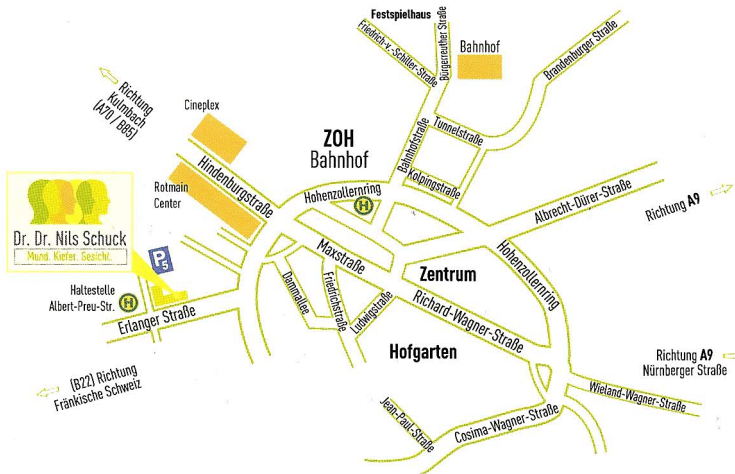 Festspielhaus
Friedrich-v.-Schiller-Straße
Bürgerreuther Straße
Bahnhof
Brandenburger Straße
Richtung
Kulmbach
(A70 / B85)
Cineplex
ZOH
Bahnhof
Bahnhofstraße
Tunnelstraße
Hindenburgstraße
Rotmain
Center
Hohenzollernring
H
Kolpingstraße
Albrecht-Dürer-Straße
Richtung A9
Dr. Dr. Nils Schuck
Mund. Kiefer. Gesicht.
P5
Maxstraße
Zentrum
Hohenzollernring
Haltestelle
Albert-Preu-Str.
H
Erlanger Straße
Dammallee
Friedrichstraße
Ludwigstraße
Richard-Wagner-Straße
Hofgarten
(B22) Richtung
Fränkische Schweiz
Richtung A9
Nürnberger Straße
Wieland-Wagner-Straße
Jean-Paul-Straße
Cosima-Wagner-Straße